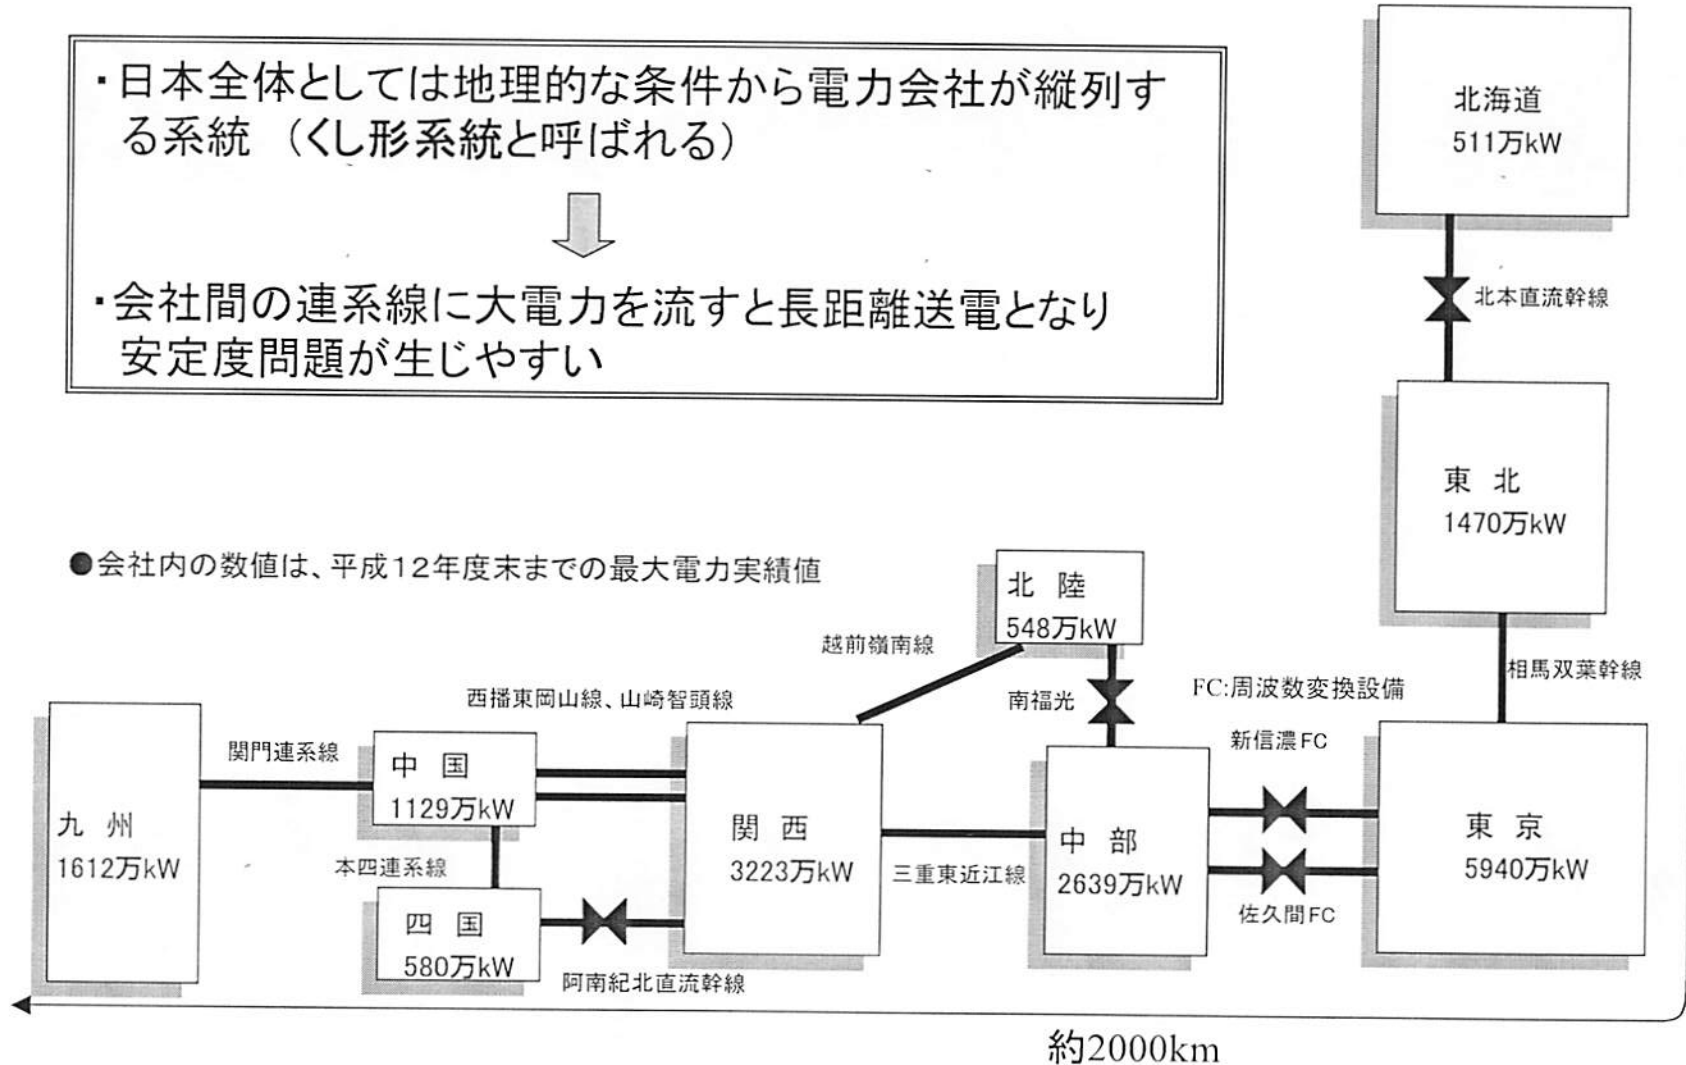 ・日本全体としては地理的な条件から電力会社が縦列す
る系統 （くし形系統と呼ばれる）
・会社間の連系線に大電力を流すと長距離送電となり
安定度問題が生じやすい
北海道
511万kW
北本直流幹線
東 北
1470万kW
●会社内の数値は、平成12年度末までの最大電力実績値
北 陸
548万kW
越前嶺南線
相馬双葉幹線
西播東岡山線、山崎智頭線
南福光
FC:周波数変換設備
新信濃FC
関門連系線
中 国
1129万kW
九 州
1612万kW
関 西
3223万kW
三重東近江線
中 部
2639万kW
東 京
5940万kW
本四連系線
四 国
580万kW
佐久間FC
阿南紀北直流幹線
約2000km